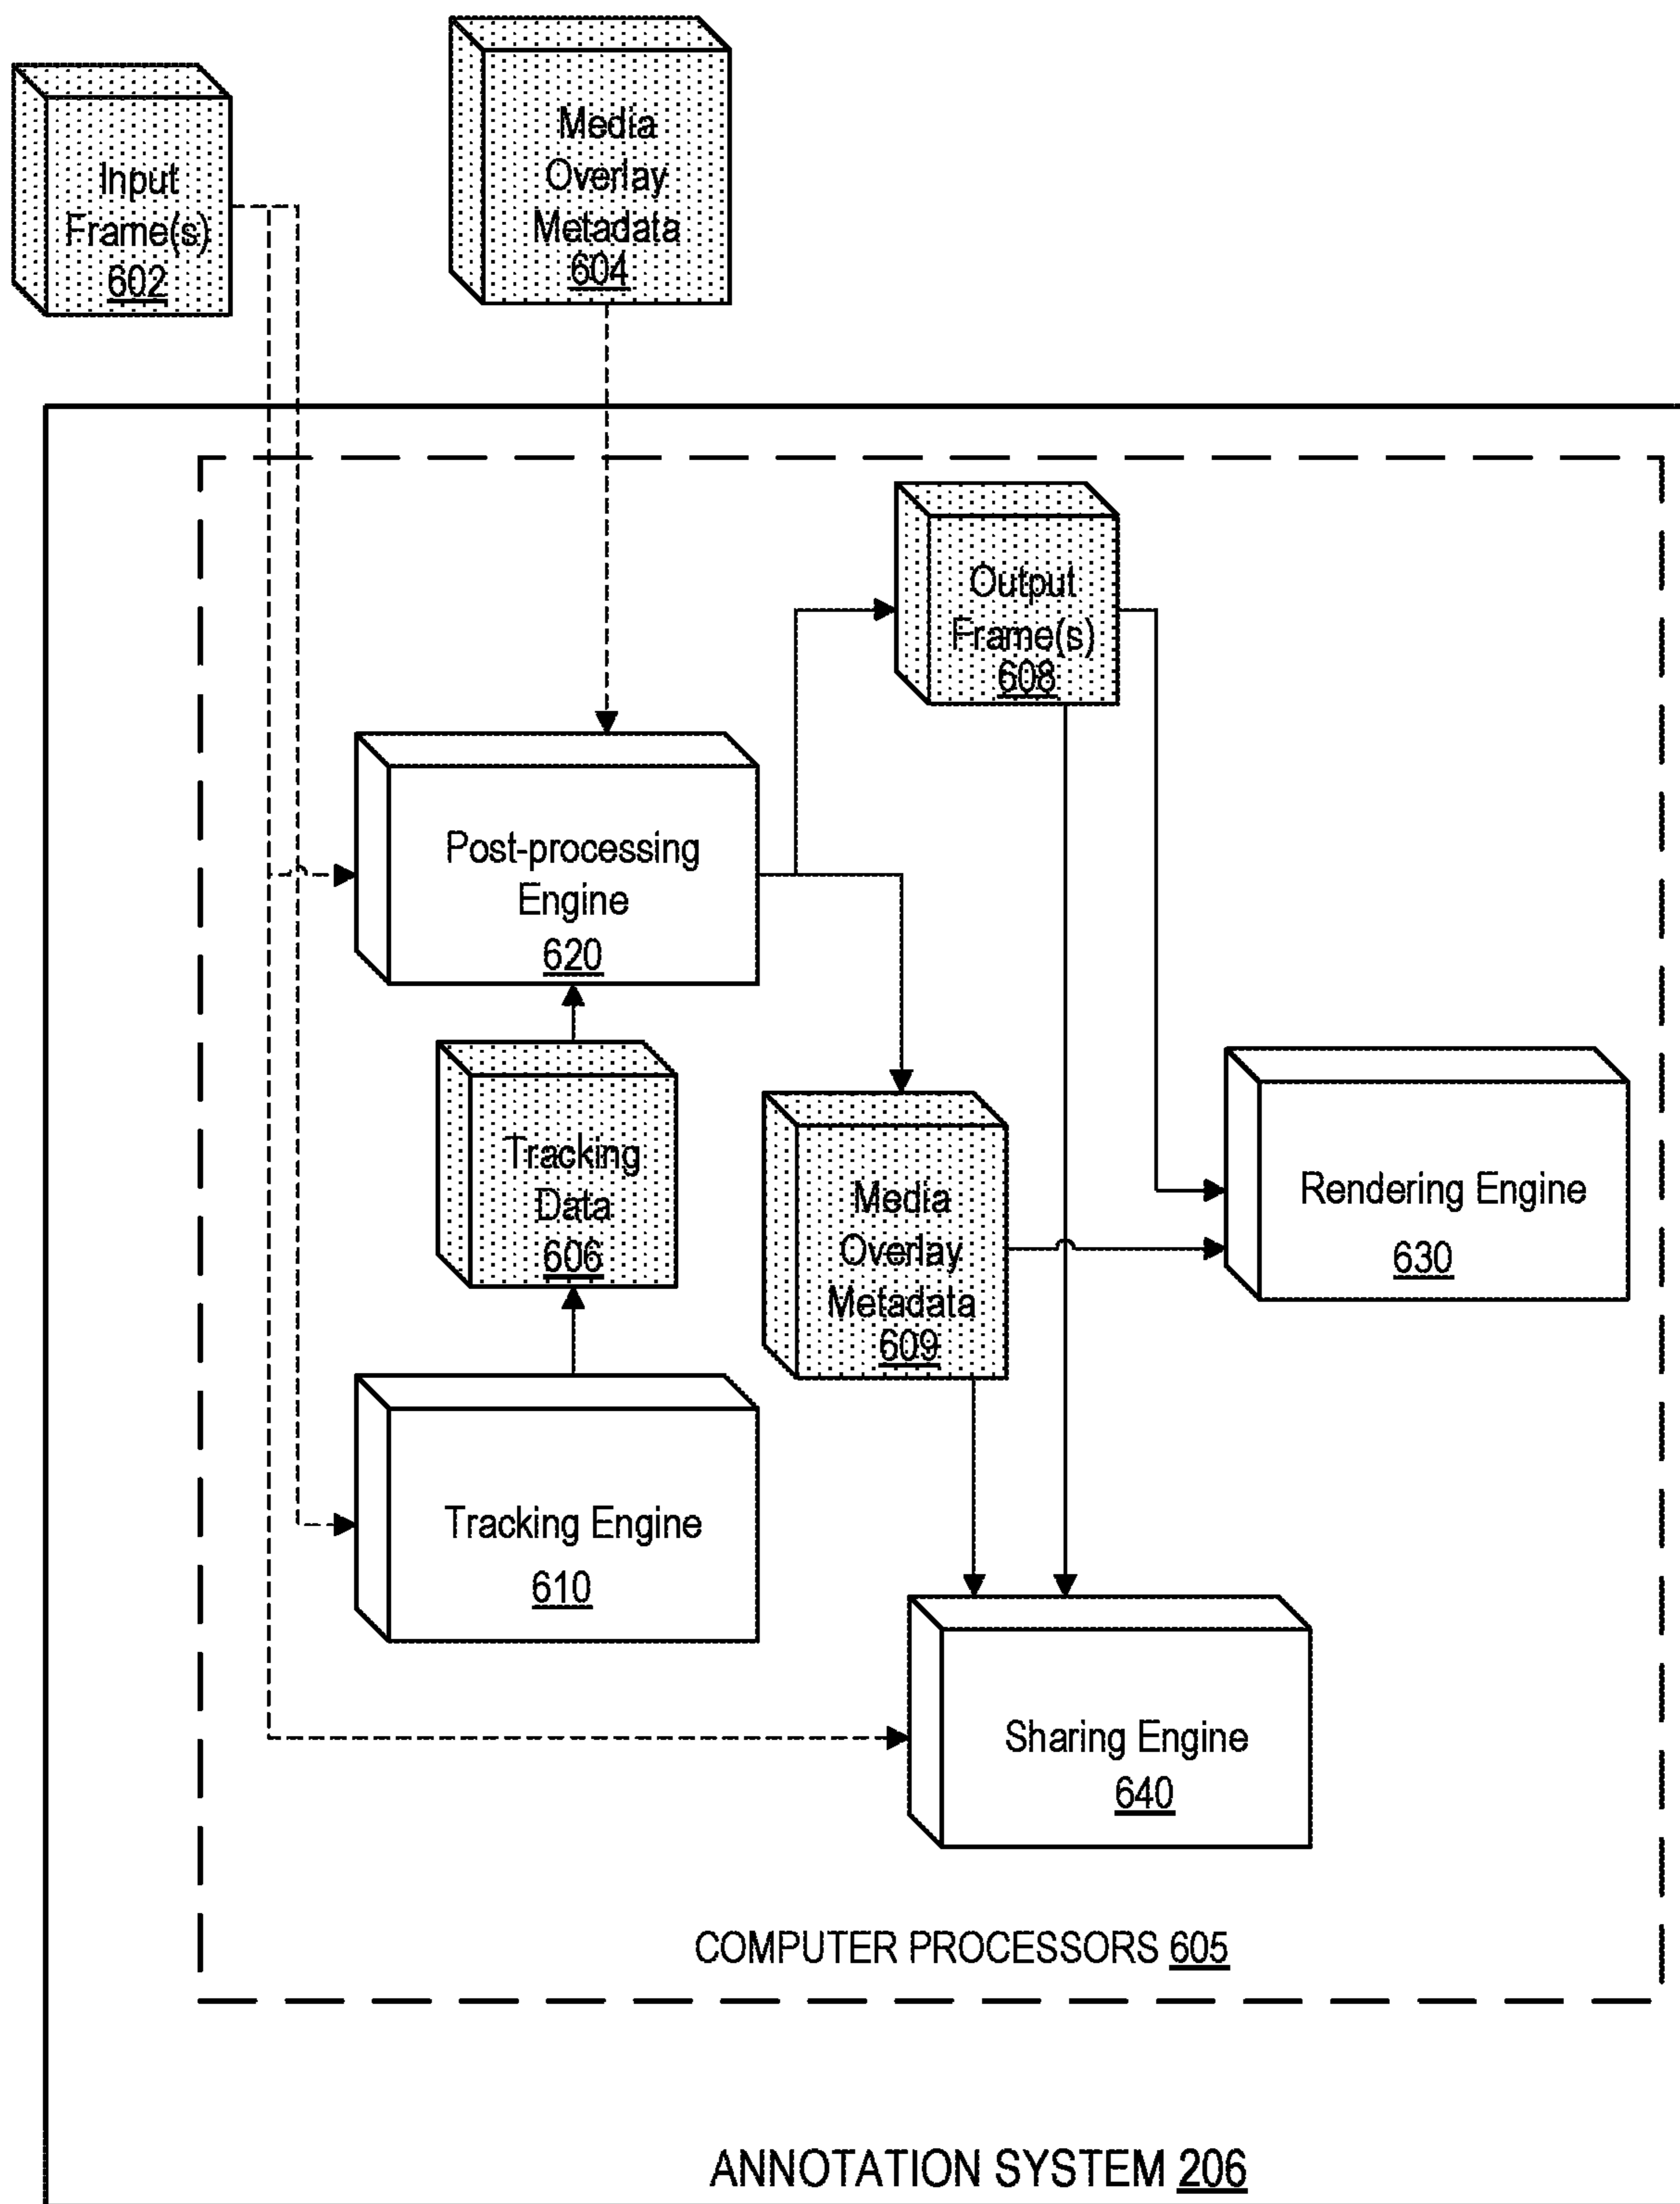 Input
Frame(s)
602
Media
Overlay
Metadata
604
Output
Frame(s)
608
Post-processing
Engine
620
Tracking
Data
606
Media
Overlay
Metadata
609
Rendering Engine
630
Tracking Engine
610
Sharing Engine
640
COMPUTER PROCESSORS 605
ANNOTATION SYSTEM 206